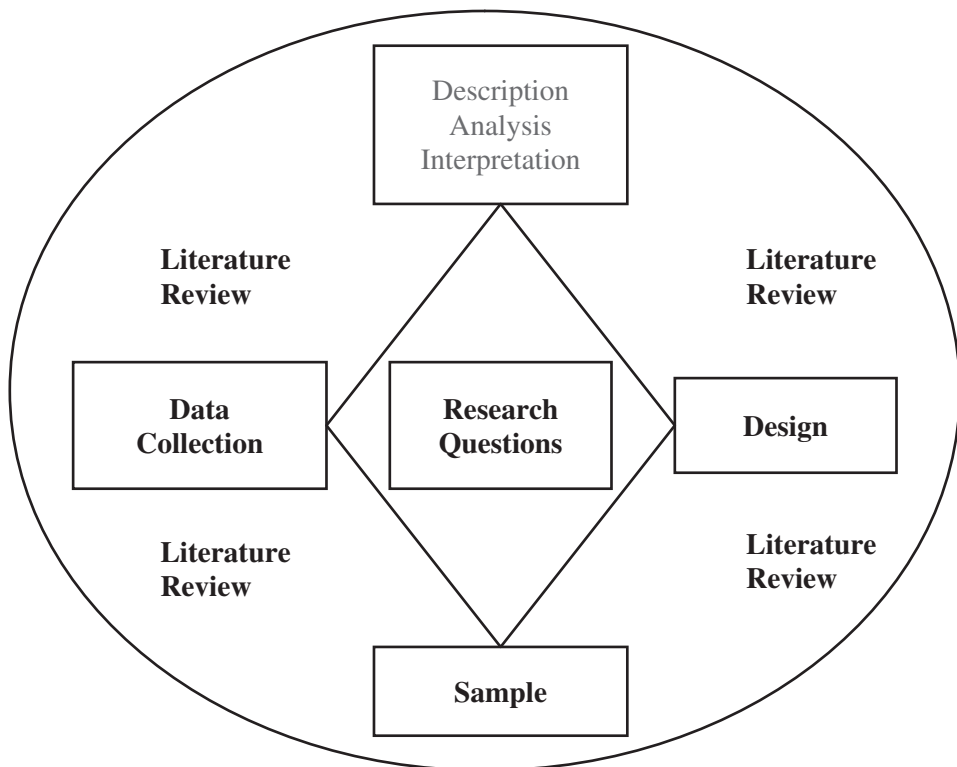 Description
Analysis
Interpretation
Literature
Review
Literature
Review
Data
Collection
Research
Questions
Design
Literature
Review
Literature
Review
Sample